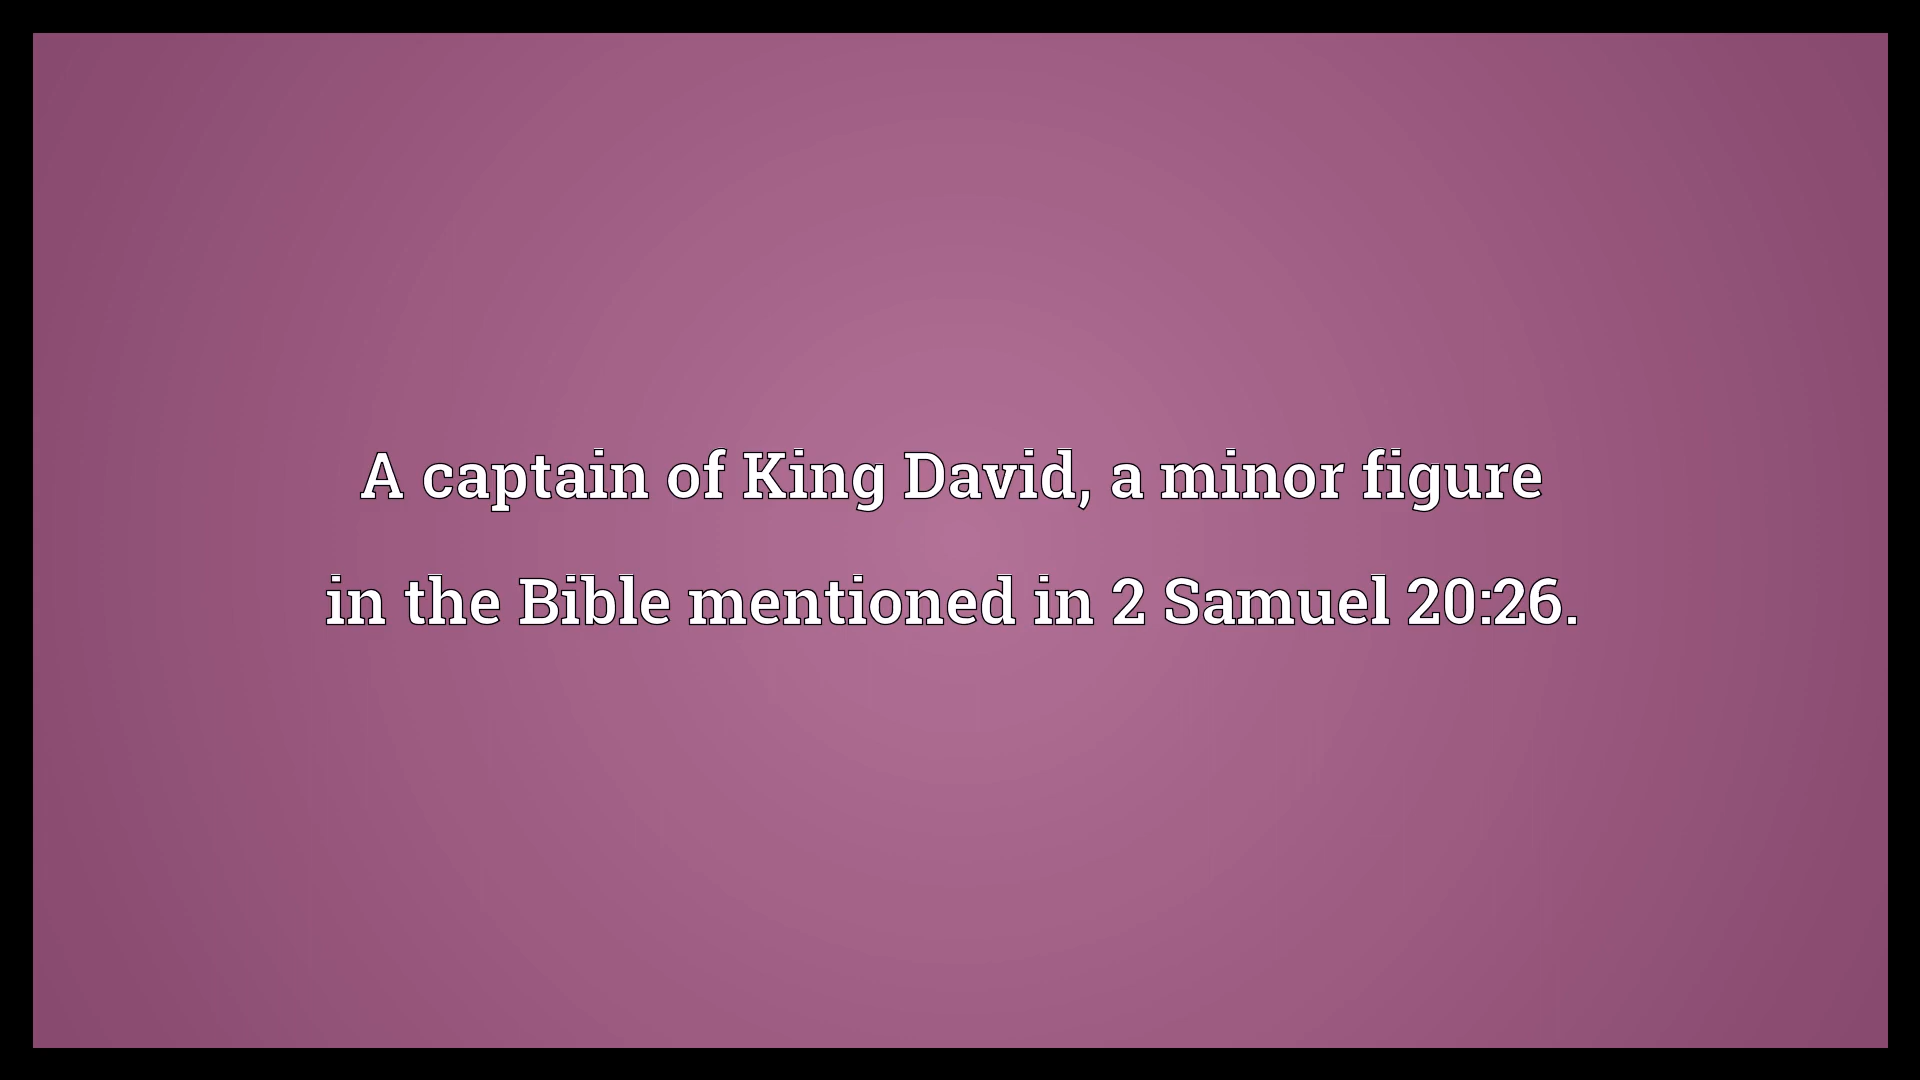 A captain of King David, a minor figure
in the Bible mentioned in 2 Samuel 20:26.